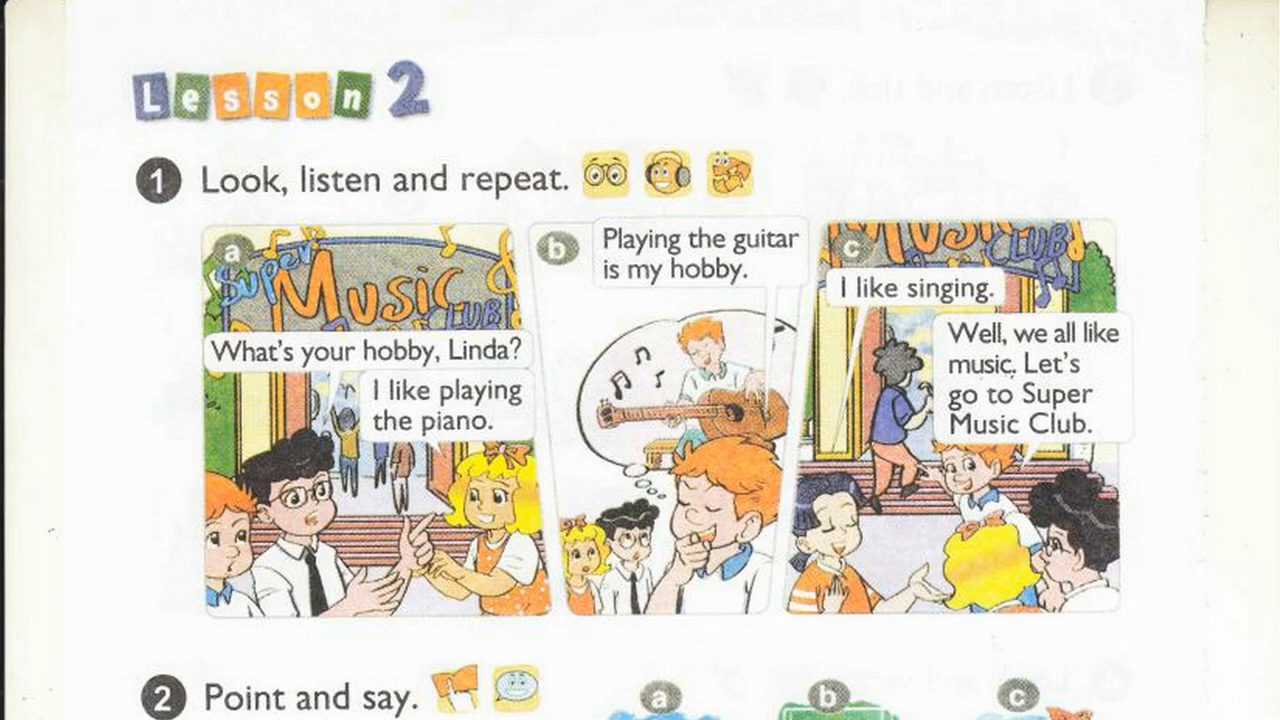 Lesson 2
1 Look, listen and repeat.
a
Super Music CLUB
What's your hobby, Linda?
I like playing
the piano.
b
Playing the guitar
is my hobby.
c
MUSIC CLUB
I like singing.
Well, we all like
music. Let's
go to Super
Music Club.
2 Point and say.
a
b
c